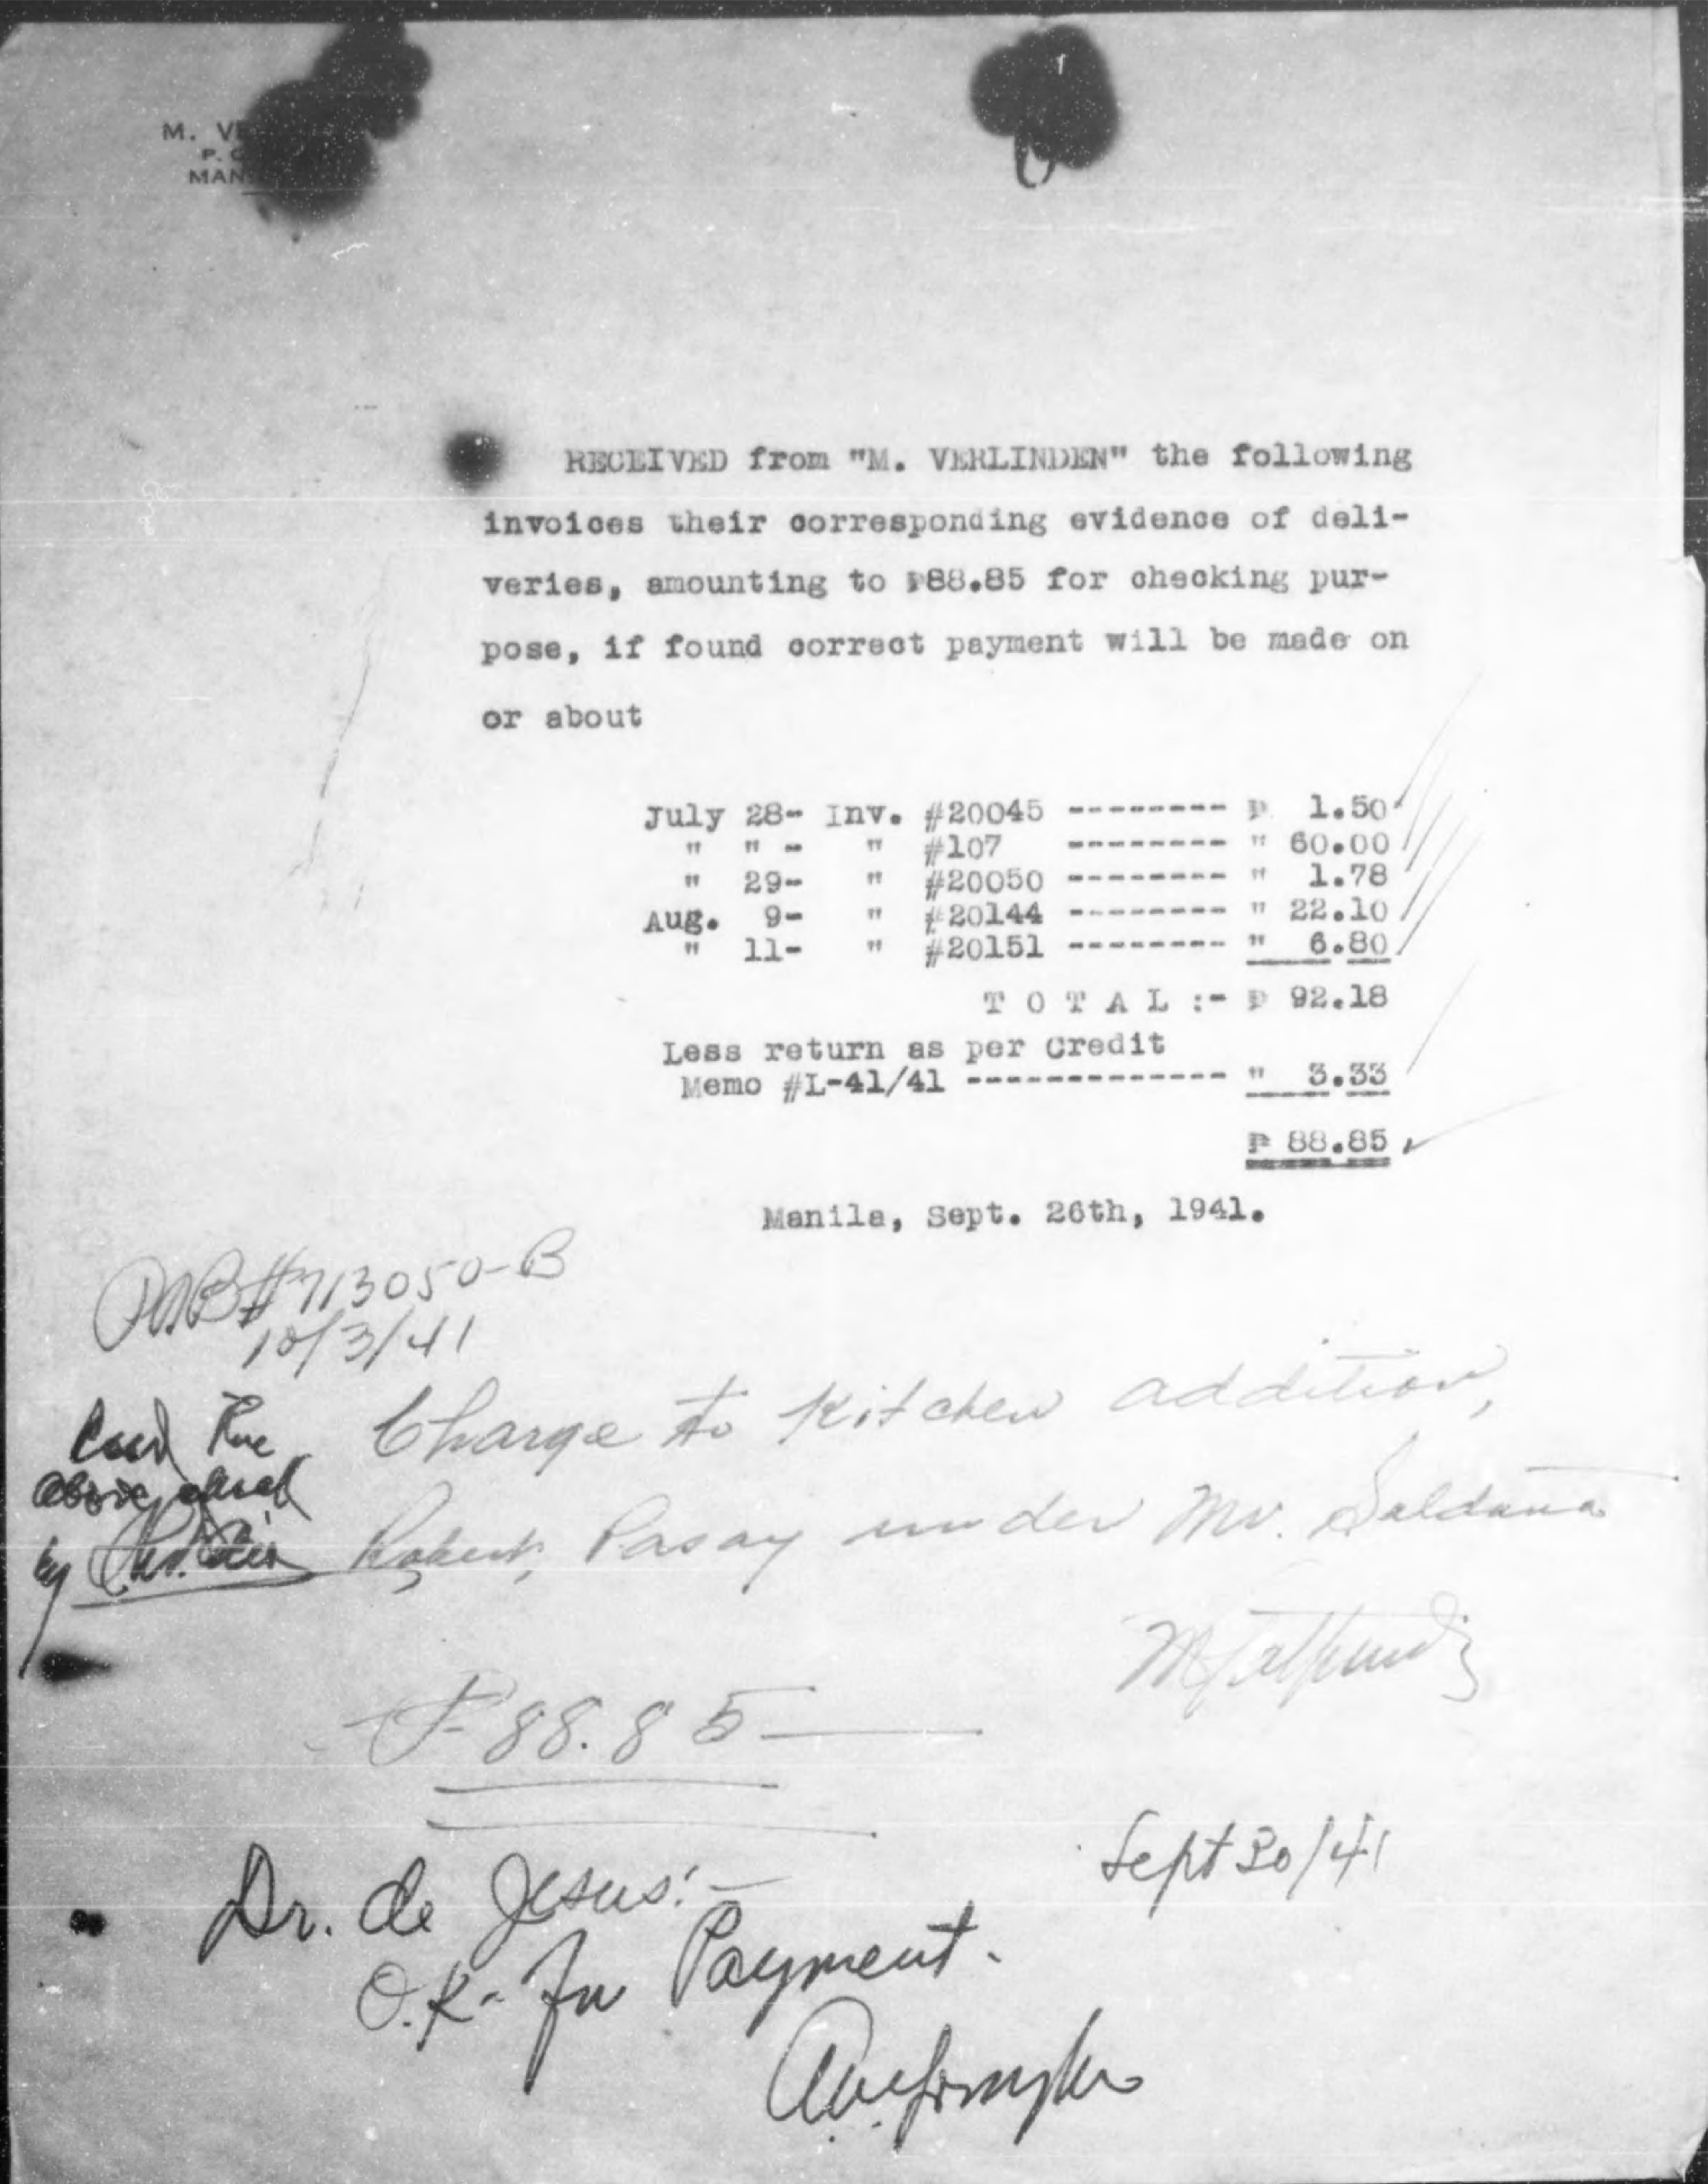 M. VE
P. O
MAN
RECEIVED from "M. VERLINDEN" the following
invoices their corresponding evidence of deli-
veries, amounting to ₱88.85 for checking pur-
pose, if found correct payment will be made on
or about
July 28- Inv. #20045 -------- ₱ 1.50
" " - " #107 -------- " 60.00
" 29- " #20050 -------- " 1.78
Aug. 9- " #20144 -------- " 22.10
" 11- " #20151 -------- " 6.80
T O T A L :- ₱ 92.18
Less return as per Credit
Memo #L-41/41 ------------- " 3.33
₱ 88.85
Manila, Sept. 26th, 1941.
#713050-B
10/3/41
Charge to Kitchen addition,
Pasay under Mr. Saldaña
by
₱88.85
Sept 30/41
Dr. de Jesus:-
O.K- for Payment.